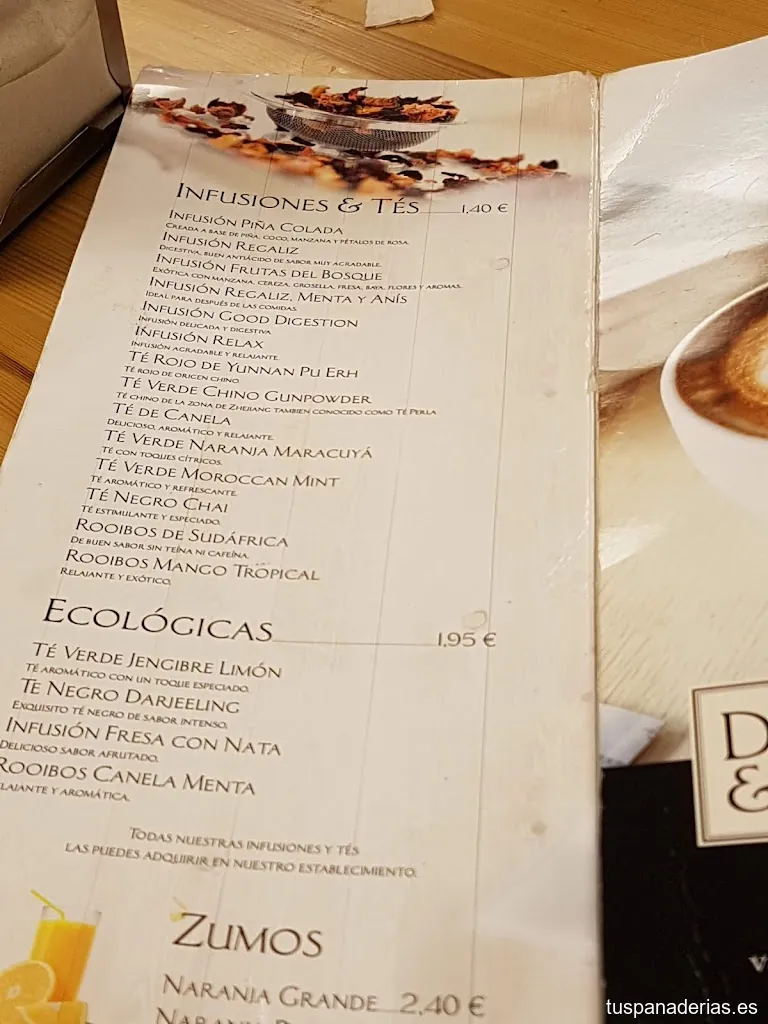 INFUSIONES & TÉS 1,40 €
INFUSIÓN PIÑA COLADA
CREADA A BASE DE PIÑA, COCO, MANZANA Y PÉTALOS DE ROSA.
INFUSIÓN REGALIZ
DIGESTIVA, BUEN ANTIÁCIDO DE SABOR MUY AGRADABLE.
INFUSIÓN FRUTAS DEL BOSQUE
EXÓTICA CON MANZANA, CEREZA, GROSELLA, FRESA, BAYA, FLORES Y AROMAS.
INFUSIÓN REGALIZ, MENTA Y ANÍS
IDEAL PARA DESPUÉS DE LAS COMIDAS.
INFUSIÓN GOOD DIGESTION
INFUSIÓN DELICADA Y DIGESTIVA
INFUSIÓN RELAX
INFUSIÓN AGRADABLE Y RELAJANTE.
TÉ ROJO DE YUNNAN PU ERH
TÉ ROJO DE ORIGEN CHINO.
TÉ VERDE CHINO GUNPOWDER
TÉ CHINO DE LA ZONA DE ZHEJIANG TAMBIEN CONOCIDO COMO TÉ PERLA
TÉ DE CANELA
DELICIOSO, AROMÁTICO Y RELAJANTE.
TÉ VERDE NARANJA MARACUYÁ
TÉ CON TOQUES CÍTRICOS.
TÉ VERDE MOROCCAN MINT
TÉ AROMÁTICO Y REFRESCANTE.
TÉ NEGRO CHAI
TÉ ESTIMULANTE Y ESPECIADO.
ROOIBOS DE SUDÁFRICA
DE BUEN SABOR SIN TEÍNA NI CAFEÍNA.
ROOIBOS MANGO TROPICAL
RELAJANTE Y EXÓTICO.
ECOLÓGICAS 1,95 €
TÉ VERDE JENGIBRE LIMÓN
TÉ AROMÁTICO CON UN TOQUE ESPECIADO.
TE NEGRO DARJEELING
EXQUISITO TÉ NEGRO DE SABOR INTENSO.
INFUSIÓN FRESA CON NATA
DELICIOSO SABOR AFRUTADO.
ROOIBOS CANELA MENTA
ELAJANTE Y AROMÁTICA.
TODAS NUESTRAS INFUSIONES Y TÉS
LAS PUEDES ADQUIRIR EN NUESTRO ESTABLECIMIENTO.
ZUMOS
NARANJA GRANDE 2,40 €
NARANJA
D
&
V
tuspanaderias.es